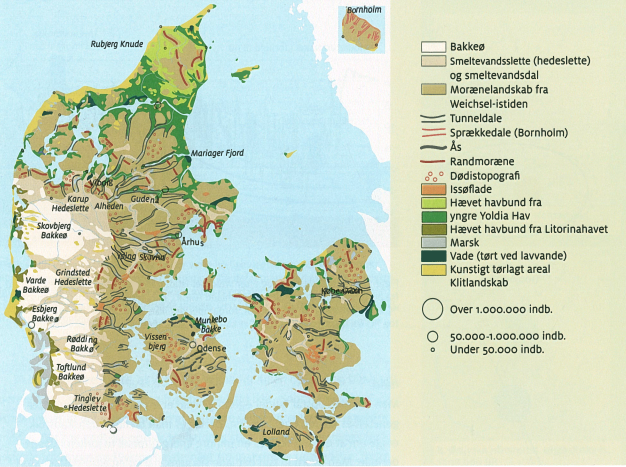 Bornholm
Rubjerg Knude
Mariager Fjord
Viborg
Karup
Hedeslette
Alheden
Gudenå
Skovbjerg
Bakkeø
Århus
Grindsted
Hedeslette
Varde
Bakkeø
København
Esbjerg
Bakkeø
Munkebo
Bakke
Rødding
Bakkø
Vissen
bjerg
Odense
Toftlund
Bakkeø
Tinglev
Hedeslette
Lolland
Bakkeø
Smeltevandsslette (hedeslette)
og smeltevandsdal
Morænelandskab fra
Weichsel-istiden
Tunneldale
Sprækkedale (Bornholm)
Ås
Randmoræne
Dødistopografi
Issøflade
Hævet havbund fra
yngre Yoldia Hav
Hævet havbund fra Litorinahavet
Marsk
Vade (tørt ved lavvande)
Kunstigt tørlagt areal
Klitlandskab
Over 1.000.000 indb.
50.000-1.000.000 indb.
Under 50.000 indb.